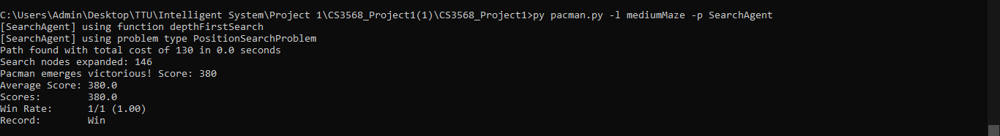 C:\Users\Admin\Desktop\TTU\Intelligent System\Project 1\CS3568_Project1(1)\CS3568_Project1>py pacman.py -l mediumMaze -p SearchAgent
[SearchAgent] using function depthFirstSearch
[SearchAgent] using problem type PositionSearchProblem
Path found with total cost of 130 in 0.0 seconds
Search nodes expanded: 146
Pacman emerges victorious! Score: 380
Average Score: 380.0
Scores:        380.0
Win Rate:      1/1 (1.00)
Record:        Win